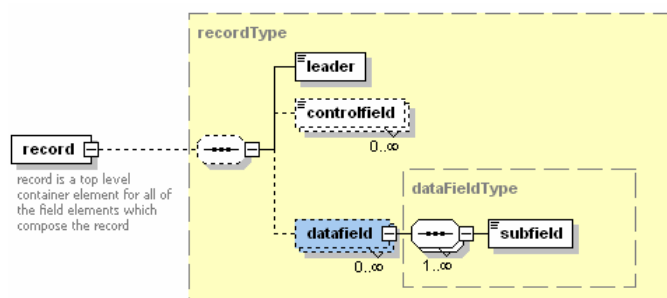 recordType
leader
controlfield
0..∞
record
record is a top level
container element for all of
the field elements which
compose the record
dataFieldType
datafield
subfield
0..∞
1..∞